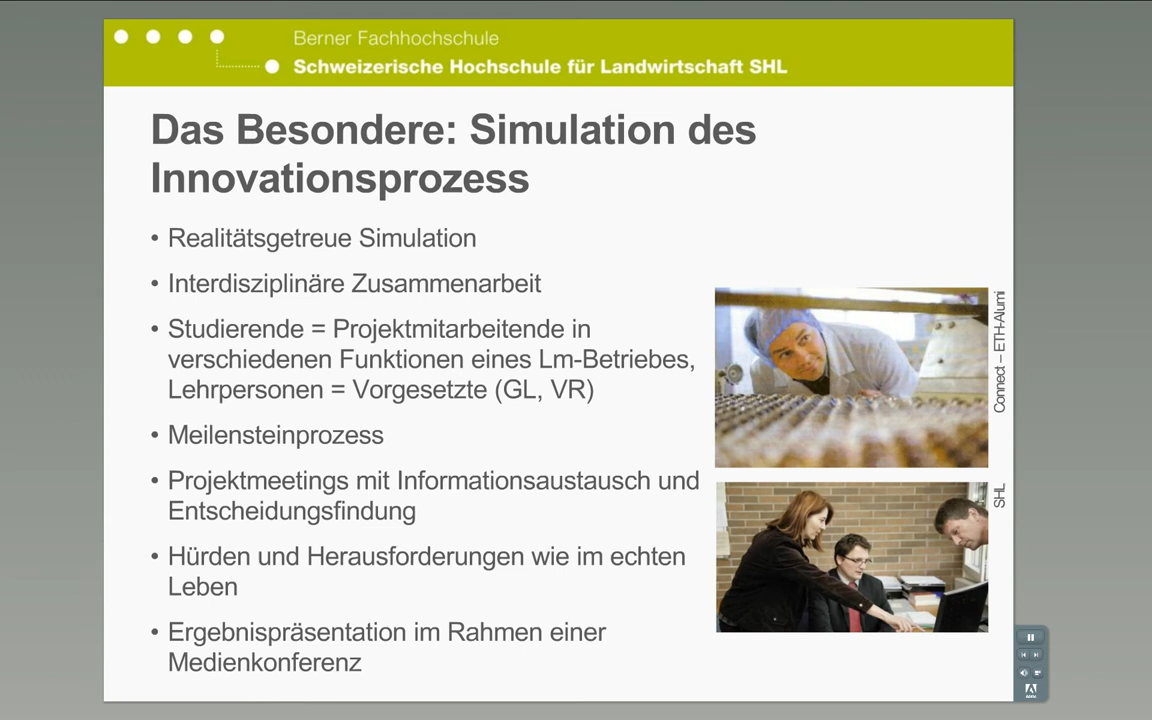 Berner Fachhochschule
Schweizerische Hochschule für Landwirtschaft SHL
Das Besondere: Simulation des
Innovationsprozess
• Realitätsgetreue Simulation
• Interdisziplinäre Zusammenarbeit
• Studierende = Projektmitarbeitende in
verschiedenen Funktionen eines Lm-Betriebes,
Lehrpersonen = Vorgesetzte (GL, VR)
• Meilensteinprozess
• Projektmeetings mit Informationsaustausch und
Entscheidungsfindung
• Hürden und Herausforderungen wie im echten
Leben
• Ergebnispräsentation im Rahmen einer
Medienkonferenz
Connect – ETH-Alumi
SHL